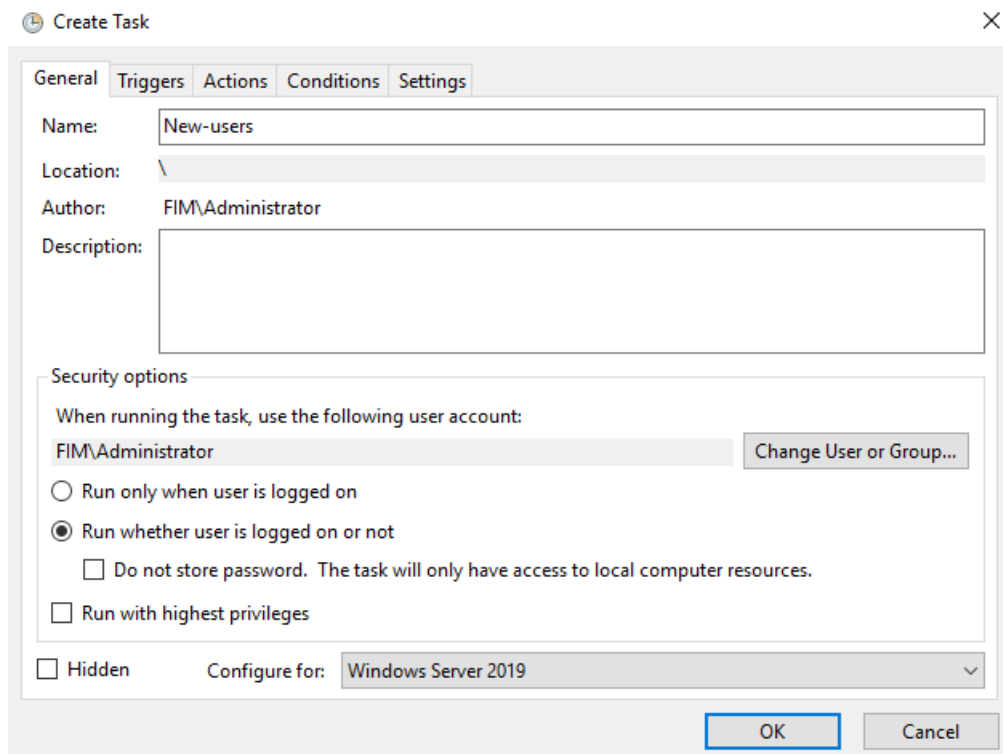 Create Task
General Triggers Actions Conditions Settings
Name: New-users
Location: \
Author: FIM\Administrator
Description:
Security options
When running the task, use the following user account:
FIM\Administrator Change User or Group...
Run only when user is logged on
Run whether user is logged on or not
Do not store password. The task will only have access to local computer resources.
Run with highest privileges
Hidden Configure for: Windows Server 2019
OK Cancel